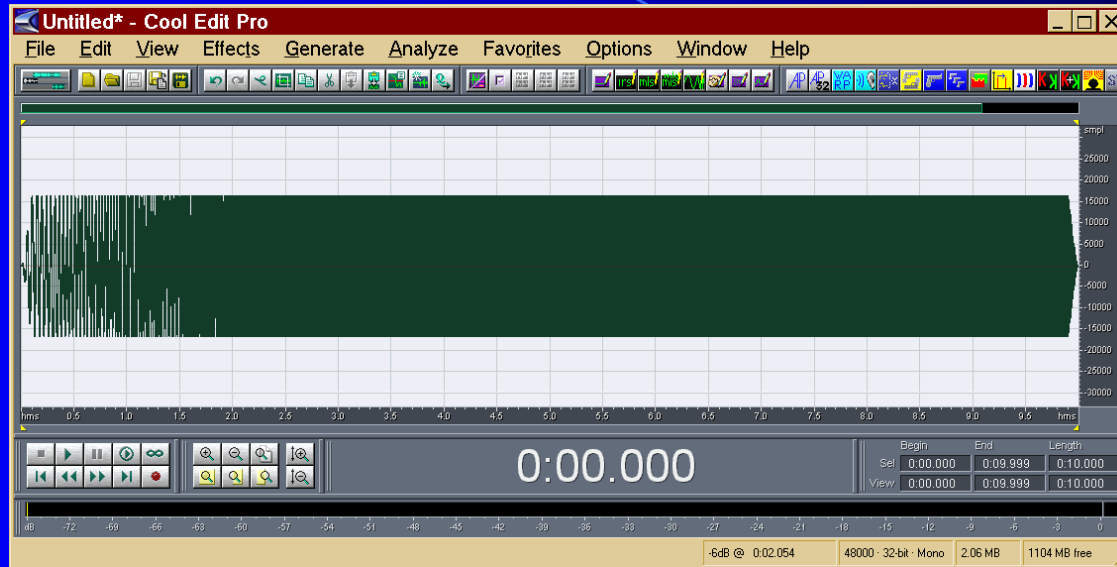 Untitled* - Cool Edit Pro
File Edit View Effects Generate Analyze Favorites Options Window Help
smpl
25000
20000
15000
10000
5000
0
-5000
-10000
-15000
-20000
-25000
-30000
hms 0.5 1.0 1.5 2.0 2.5 3.0 3.5 4.0 4.5 5.0 5.5 6.0 6.5 7.0 7.5 8.0 8.5 9.0 9.5 hms
0:00.000
Begin End Length
Sel 0:00.000 0:09.999 0:10.000
View 0:00.000 0:09.999 0:10.000
dB -72 -69 -66 -63 -60 -57 -54 -51 -48 -45 -42 -39 -36 -33 -30 -27 -24 -21 -18 -15 -12 -9 -6 -3 0
-6dB @ 0:02.054 48000 · 32-bit · Mono 2.06 MB 1104 MB free